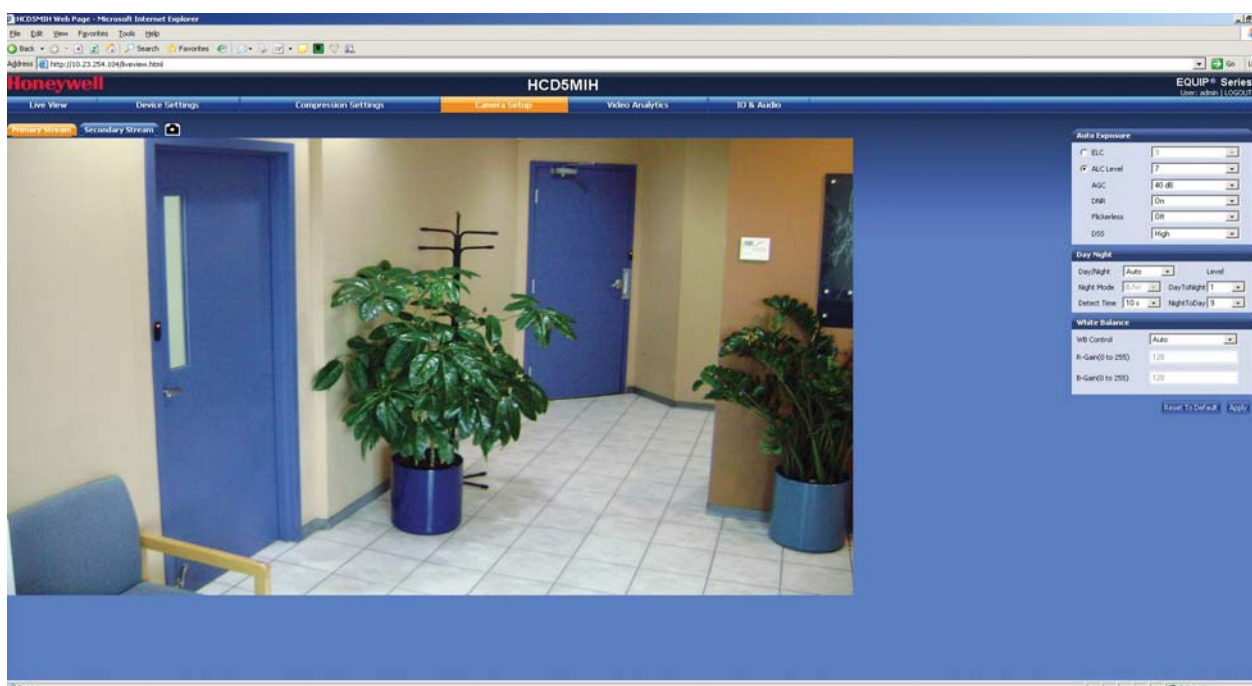 HCD5MIH Web Page - Microsoft Internet Explorer
File Edit View Favorites Tools Help
Back Search Favorites
Address http://10.23.254.104/liveview.html Go
Honeywell
HCD5MIH
EQUIP® Series
User: admin | LOGOUT
Live View Device Settings Compression Settings Camera Setup Video Analytics IO & Audio
Primary Stream Secondary Stream
Auto Exposure
ELC
ALC Level 7
AGC 40 dB
DNR On
Flickerless Off
DSS High
Day Night
Day/Night Auto Level
Night Mode B/W DayToNight 1
Detect Time 10 s NightToDay 9
White Balance
WB Control Auto
R-Gain(0 to 255) 128
B-Gain(0 to 255) 128
Reset To Default Apply